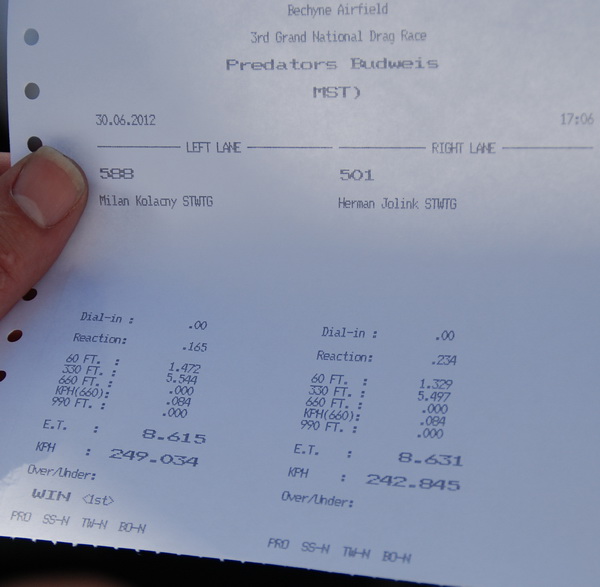 Bechyne Airfield
3rd Grand National Drag Race
Predators Budweis
MST)
30.06.2012 17:06
LEFT LANE RIGHT LANE
588 501
Milan Kolacny STWTG Herman Jolink STWTG
Dial-in : .00 Dial-in : .00
Reaction: .165 Reaction: .234
60 FT. : 1.472 60 FT. : 1.329
330 FT. : 5.544 330 FT. : 5.497
660 FT. : .000 660 FT. : .000
KPH(660): .084 KPH(660): .084
990 FT. : .000 990 FT. : .000
E.T. : 8.615 E.T. : 8.631
KPH : 249.034 KPH : 242.845
Over/Under: Over/Under:
WIN <1st>
PRO SS-N TW-N BO-N PRO SS-N TW-N BO-N